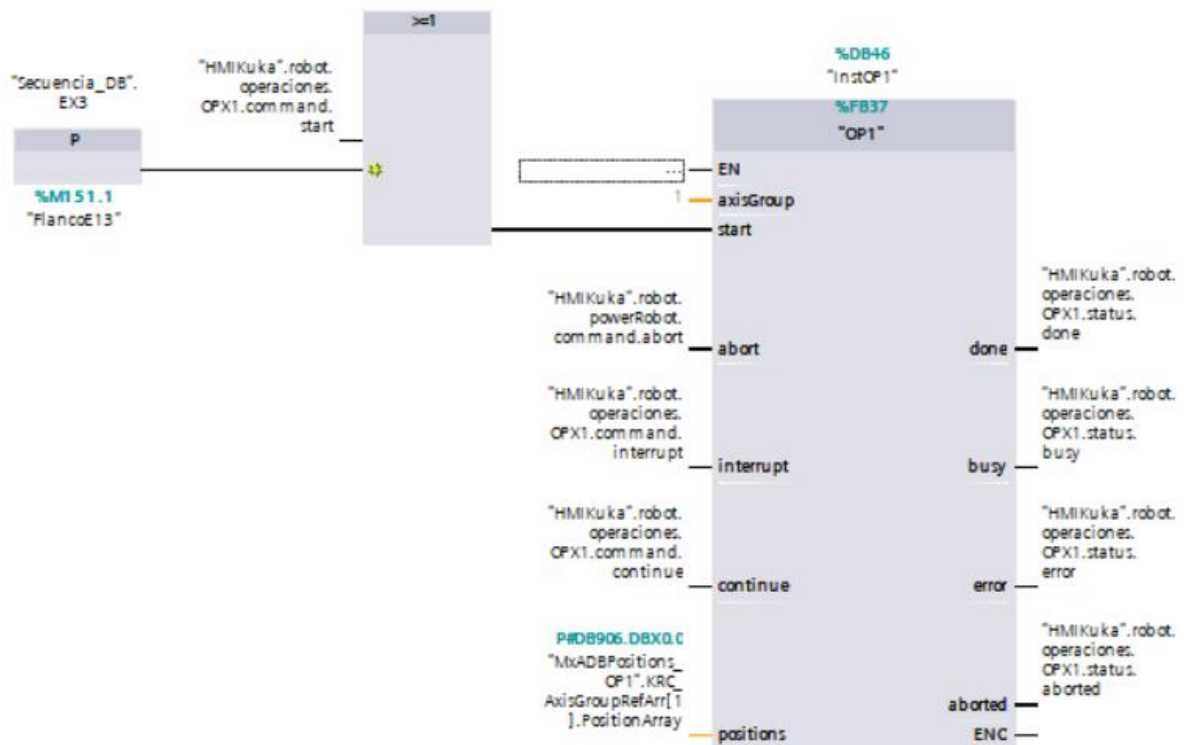 >=1
"HMIKuka".robot.
operaciones.
OPX1.command.
start
"Secuencia_DB".
EX3
P
%M151.1
"FlancoE13"
%DB46
"InstOP1"
%FB37
"OP1"
...
EN
1
axisGroup
start
"HMIKuka".robot.
powerRobot.
command.abort
abort
done
"HMIKuka".robot.
operaciones.
OPX1.status.
done
"HMIKuka".robot.
operaciones.
OPX1.command.
interrupt
interrupt
busy
"HMIKuka".robot.
operaciones.
OPX1.status.
busy
"HMIKuka".robot.
operaciones.
OPX1.command.
continue
continue
error
"HMIKuka".robot.
operaciones.
OPX1.status.
error
P#DB906.DBX0.0
"MxADBPositions_
OP1".KRC_
AxisGroupRefArr[1
].PositionArray
positions
aborted
"HMIKuka".robot.
operaciones.
OPX1.status.
aborted
ENO